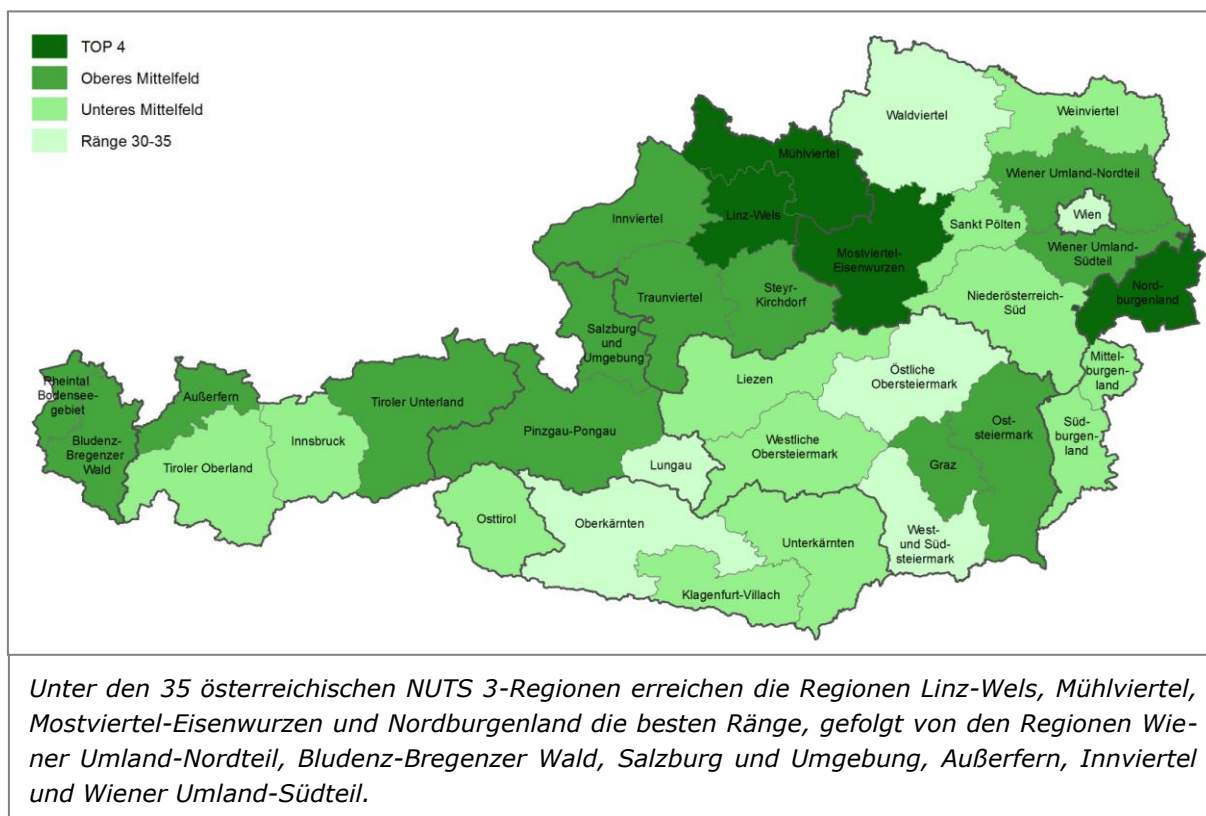 TOP 4
Oberes Mittelfeld
Unteres Mittelfeld
Ränge 30-35
Waldviertel
Weinviertel
Mühlviertel
Wiener Umland-Nordteil
Linz-Wels
Innviertel
Wien
Sankt Pölten
Mostviertel-
Eisenwurzen
Wiener Umland-
Südteil
Steyr-
Kirchdorf
Traunviertel
Nord-
burgenland
Niederösterreich-
Süd
Salzburg
und
Umgebung
Mittel-
burgen-
land
Östliche
Obersteiermark
Liezen
Rheintal
Bodensee-
gebiet
Außerfern
Tiroler Unterland
Ost-
steiermark
Süd-
burgen-
land
Pinzgau-Pongau
Bludenz-
Bregenzer
Wald
Innsbruck
Westliche
Obersteiermark
Tiroler Oberland
Lungau
Graz
Osttirol
Oberkärnten
Unterkärnten
West-
und Süd-
steiermark
Klagenfurt-Villach
Unter den 35 österreichischen NUTS 3-Regionen erreichen die Regionen Linz-Wels, Mühlviertel,
Mostviertel-Eisenwurzen und Nordburgenland die besten Ränge, gefolgt von den Regionen Wie-
ner Umland-Nordteil, Bludenz-Bregenzer Wald, Salzburg und Umgebung, Außerfern, Innviertel
und Wiener Umland-Südteil.